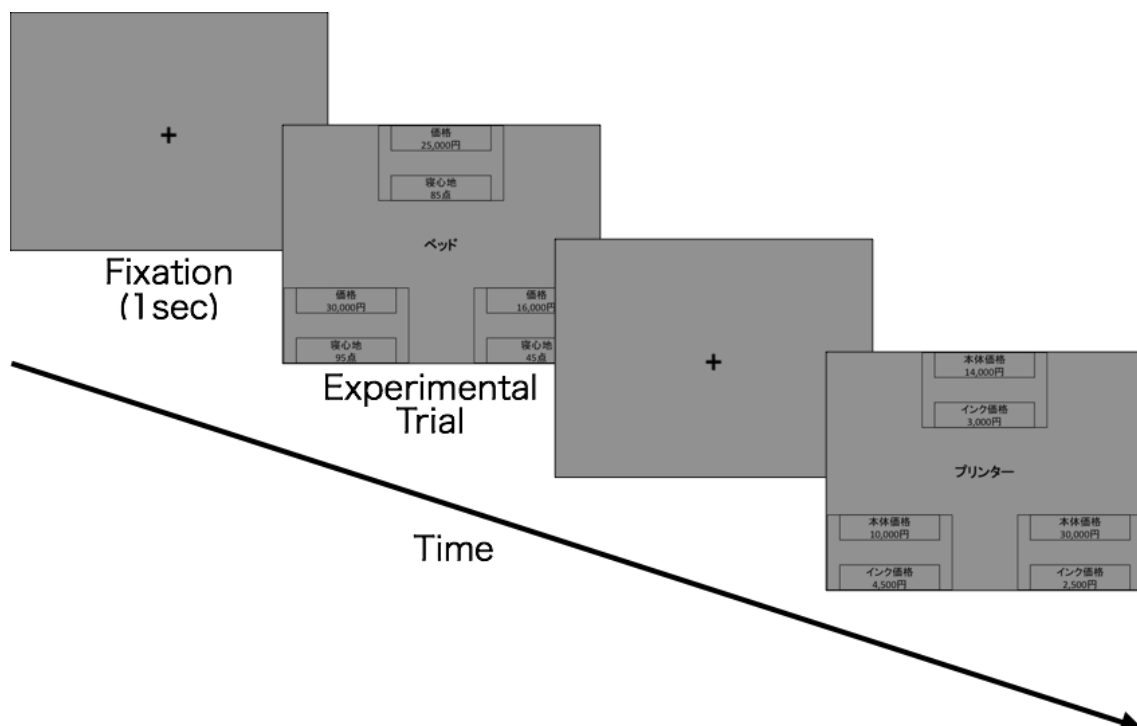 +
Fixation
(1sec)
価格
25,000円
寝心地
85点
ベッド
価格
30,000円
寝心地
95点
価格
16,000円
寝心地
45点
Experimental
Trial
+
本体価格
14,000円
インク価格
3,000円
プリンター
本体価格
10,000円
インク価格
4,500円
本体価格
30,000円
インク価格
2,500円
Time